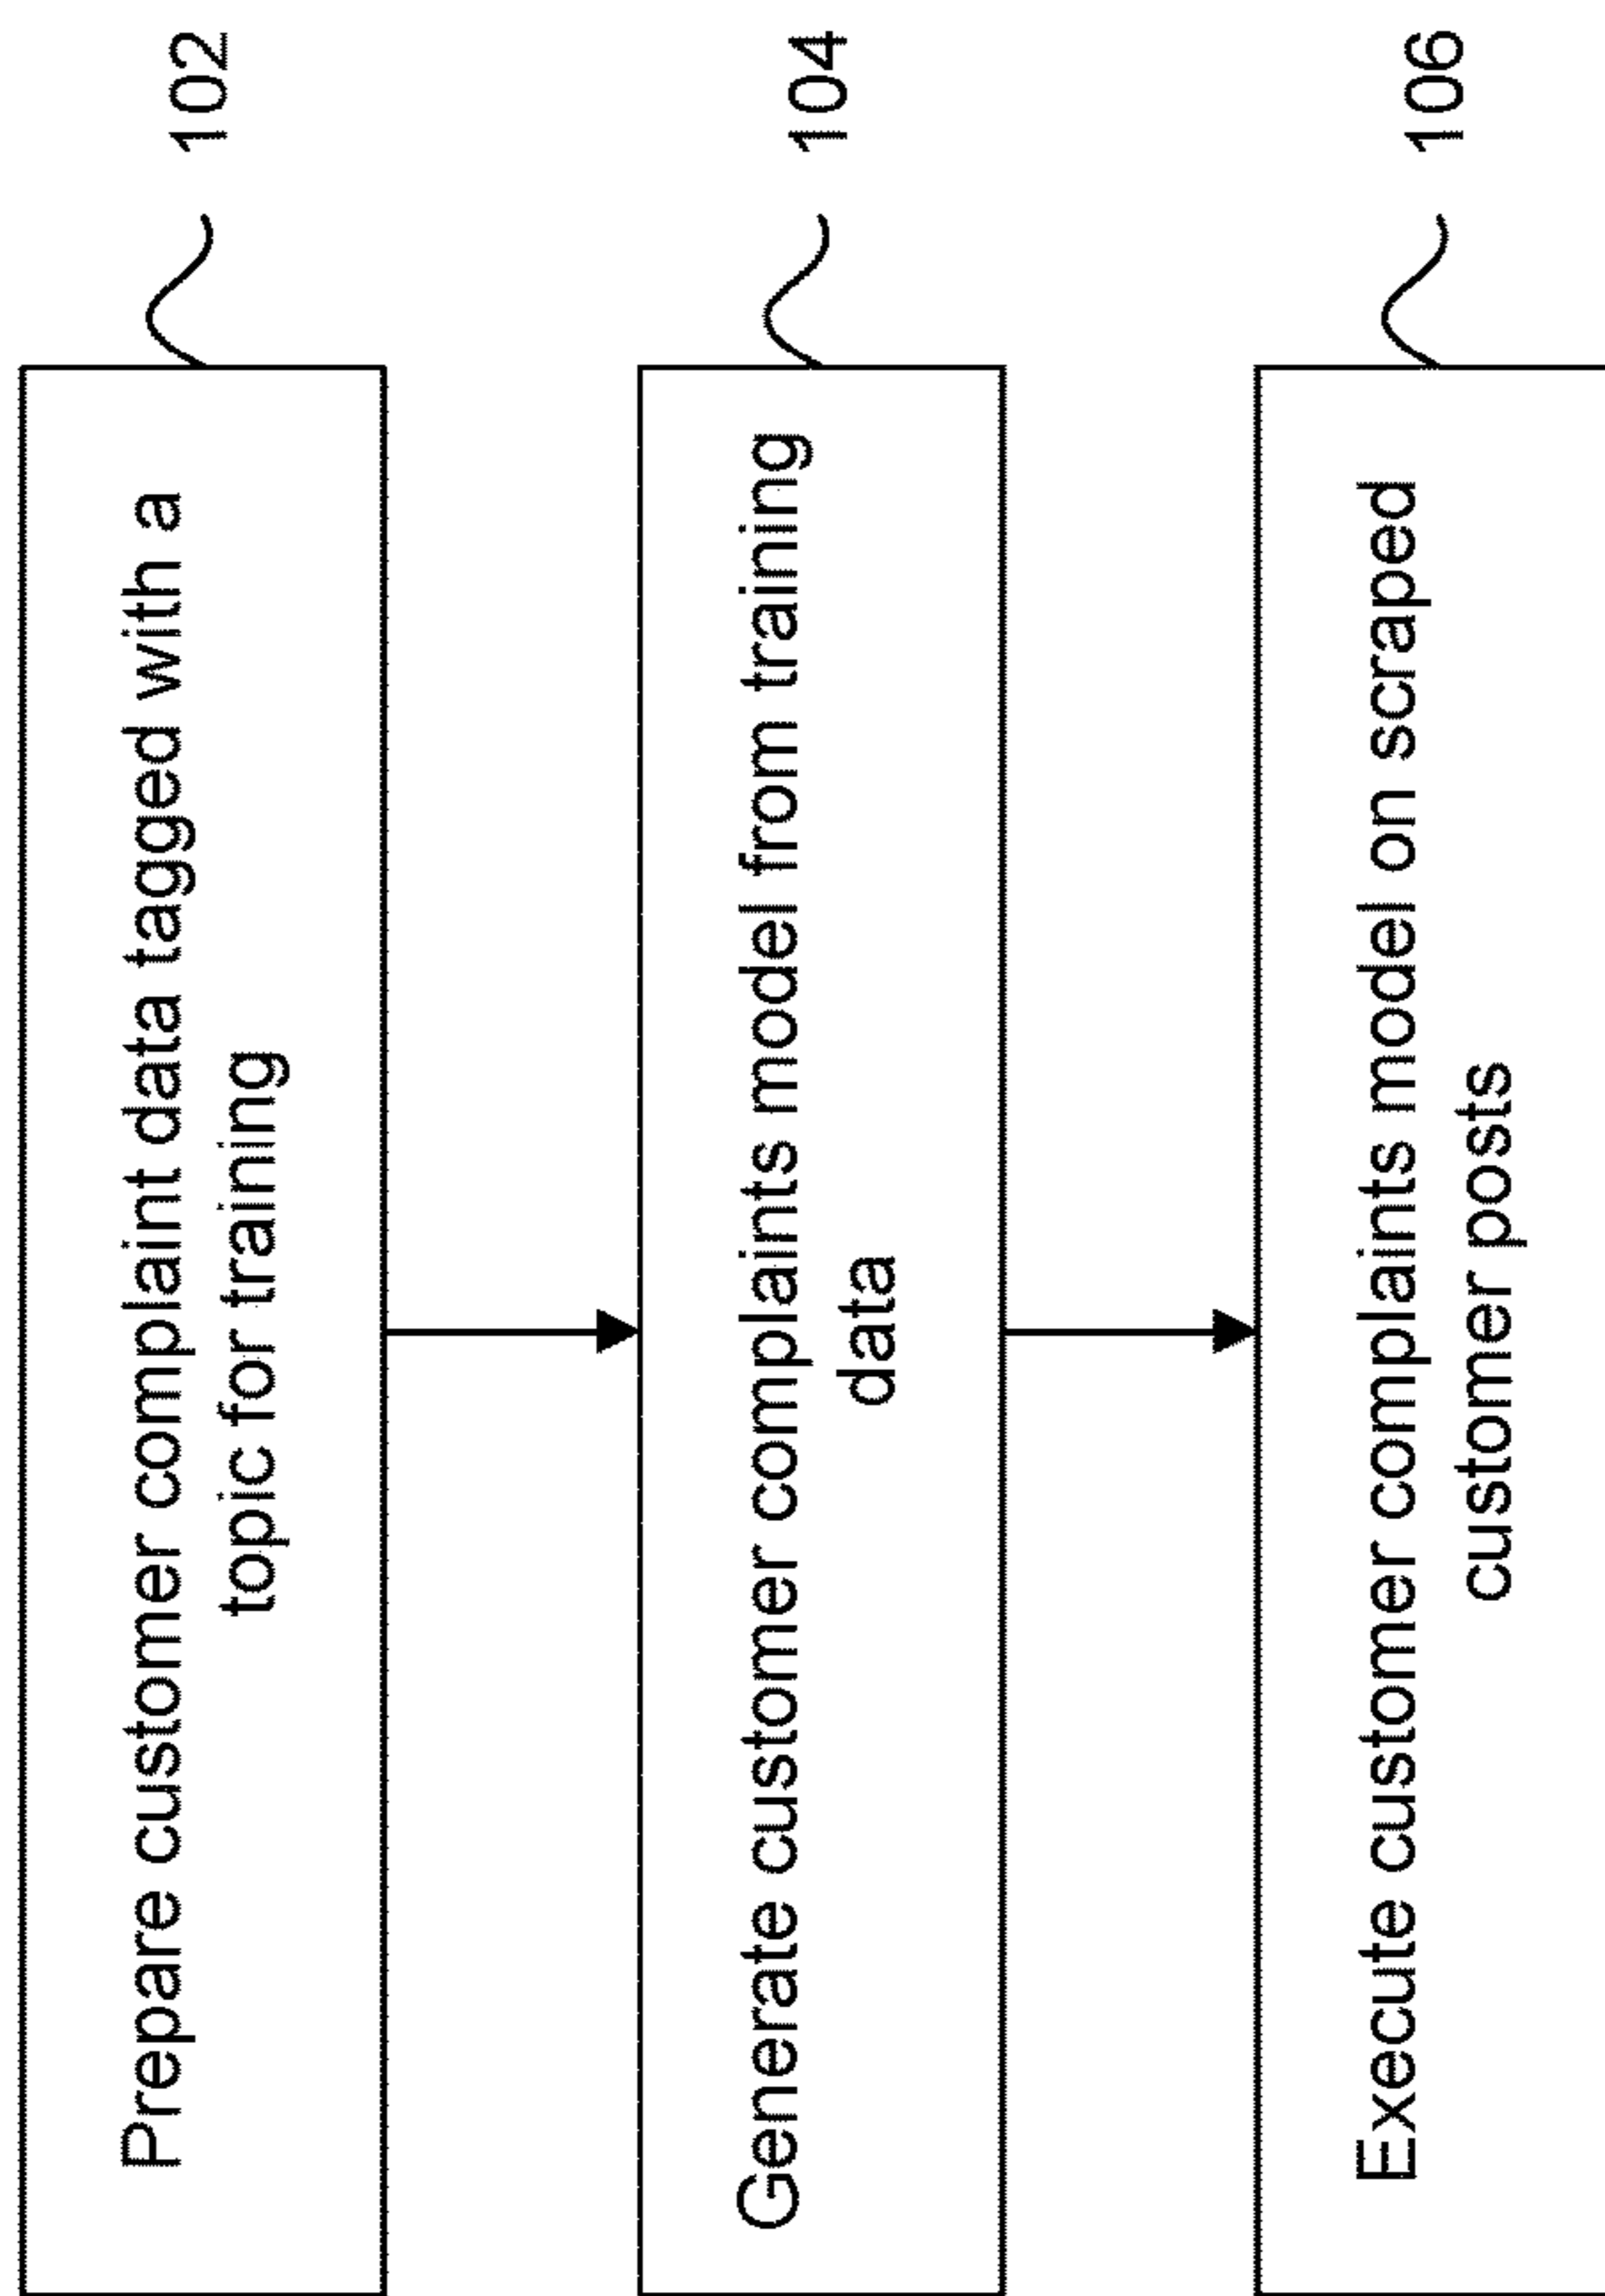 Prepare customer complaint data tagged with a
topic for training
102
Generate customer complaints model from training
data
104
Execute customer complaints model on scraped
customer posts
106